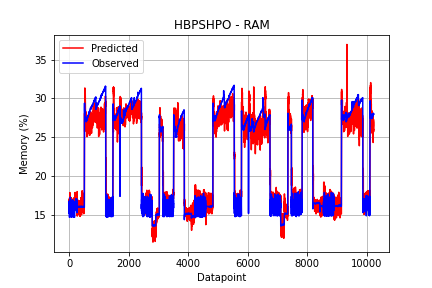 HBPSHPO - RAM
Predicted
Observed
Memory (%)
35
30
25
20
15
0
2000
4000
6000
8000
10000
Datapoint